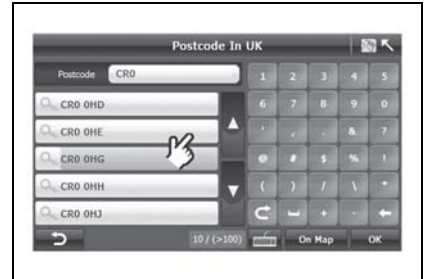 Postcode In UK
Postcode CR0 1 2 3 4 5
CR0 0HD 6 7 8 9 0
CR0 0HE ' , . & ?
CR0 0HG @ # $ % !
CR0 0HH ( ) / \ *
CR0 0HJ + -
10 / (>100) On Map OK